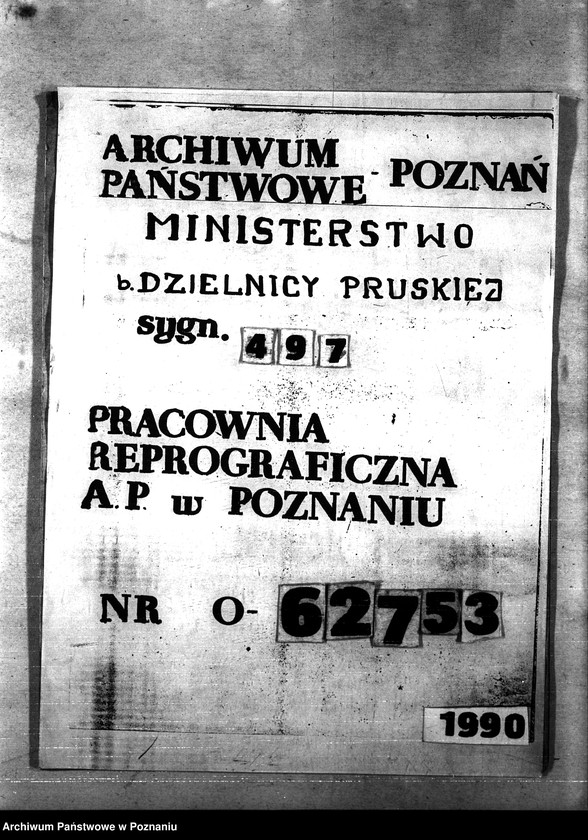 ARCHIWUM
PAŃSTWOWE - POZNAŃ
MINISTERSTWO
b. DZIELNICY PRUSKIEJ
sygn. 497
PRACOWNIA
REPROGRAFICZNA
A.P. w POZNANIU
NR O-62753
1990
Archiwum Państwowe w Poznaniu